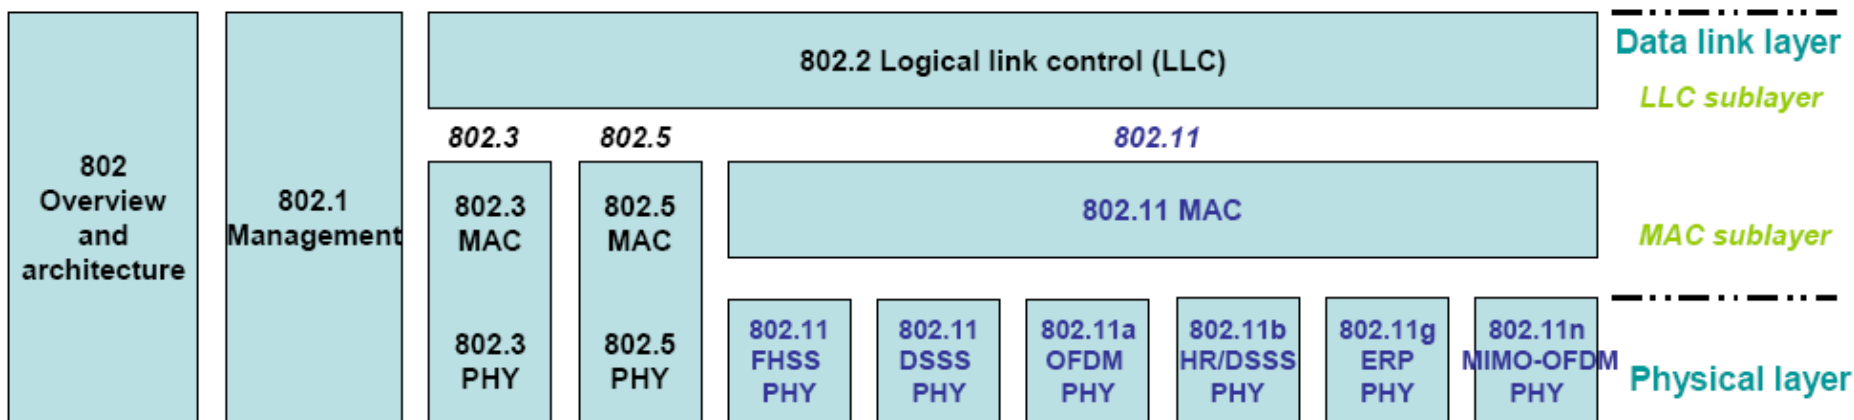 802
Overview
and
architecture
802.1
Management
802.2 Logical link control (LLC)
Data link layer
LLC sublayer
802.3
802.5
802.11
802.3
MAC
802.5
MAC
802.11 MAC
MAC sublayer
802.3
PHY
802.5
PHY
802.11
FHSS
PHY
802.11
DSSS
PHY
802.11a
OFDM
PHY
802.11b
HR/DSSS
PHY
802.11g
ERP
PHY
802.11n
MIMO-OFDM
PHY
Physical layer